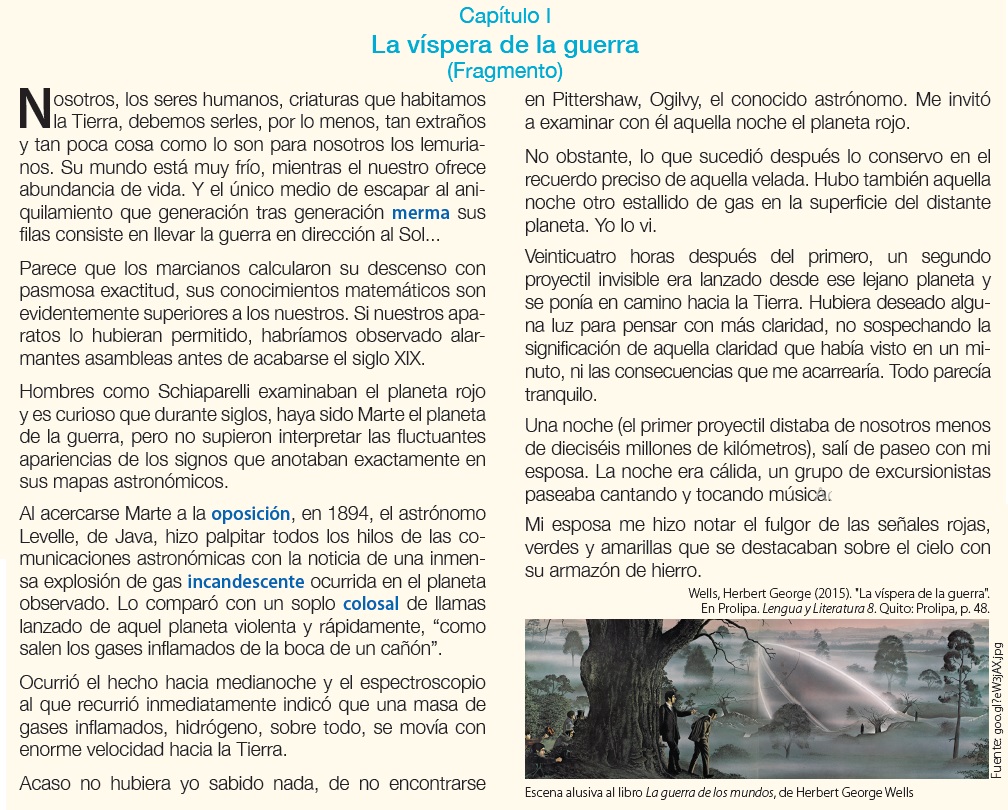 Capítulo I
La víspera de la guerra
(Fragmento)
Nosotros, los seres humanos, criaturas que habitamos
la Tierra, debemos serles, por lo menos, tan extraños
y tan poca cosa como lo son para nosotros los lemuria-
nos. Su mundo está muy frío, mientras el nuestro ofrece
abundancia de vida. Y el único medio de escapar al ani-
quilamiento que generación tras generación merma sus
filas consiste en llevar la guerra en dirección al Sol...
Parece que los marcianos calcularon su descenso con
pasmosa exactitud, sus conocimientos matemáticos son
evidentemente superiores a los nuestros. Si nuestros apa-
ratos lo hubieran permitido, habríamos observado alar-
mantes asambleas antes de acabarse el siglo XIX.
Hombres como Schiaparelli examinaban el planeta rojo
y es curioso que durante siglos, haya sido Marte el planeta
de la guerra, pero no supieron interpretar las fluctuantes
apariencias de los signos que anotaban exactamente en
sus mapas astronómicos.
Al acercarse Marte a la oposición, en 1894, el astrónomo
Levelle, de Java, hizo palpitar todos los hilos de las co-
municaciones astronómicas con la noticia de una inmen-
sa explosión de gas incandescente ocurrida en el planeta
observado. Lo comparó con un soplo colosal de llamas
lanzado de aquel planeta violenta y rápidamente, “como
salen los gases inflamados de la boca de un cañón”.
Ocurrió el hecho hacia medianoche y el espectroscopio
al que recurrió inmediatamente indicó que una masa de
gases inflamados, hidrógeno, sobre todo, se movía con
enorme velocidad hacia la Tierra.
Acaso no hubiera yo sabido nada, de no encontrarse
en Pittershaw, Ogilvy, el conocido astrónomo. Me invitó
a examinar con él aquella noche el planeta rojo.
No obstante, lo que sucedió después lo conservo en el
recuerdo preciso de aquella velada. Hubo también aquella
noche otro estallido de gas en la superficie del distante
planeta. Yo lo vi.
Veinticuatro horas después del primero, un segundo
proyectil invisible era lanzado desde ese lejano planeta y
se ponía en camino hacia la Tierra. Hubiera deseado algu-
na luz para pensar con más claridad, no sospechando la
significación de aquella claridad que había visto en un mi-
nuto, ni las consecuencias que me acarrearía. Todo parecía
tranquilo.
Una noche (el primer proyectil distaba de nosotros menos
de dieciséis millones de kilómetros), salí de paseo con mi
esposa. La noche era cálida, un grupo de excursionistas
paseaba cantando y tocando música.
Mi esposa me hizo notar el fulgor de las señales rojas,
verdes y amarillas que se destacaban sobre el cielo con
su armazón de hierro.
Wells, Herbert George (2015). "La víspera de la guerra".
En Prolipa. Lengua y Literatura 8. Quito: Prolipa, p. 48.
Fuente: goo.gl?eW3jAX.jpg
Escena alusiva al libro La guerra de los mundos, de Herbert George Wells